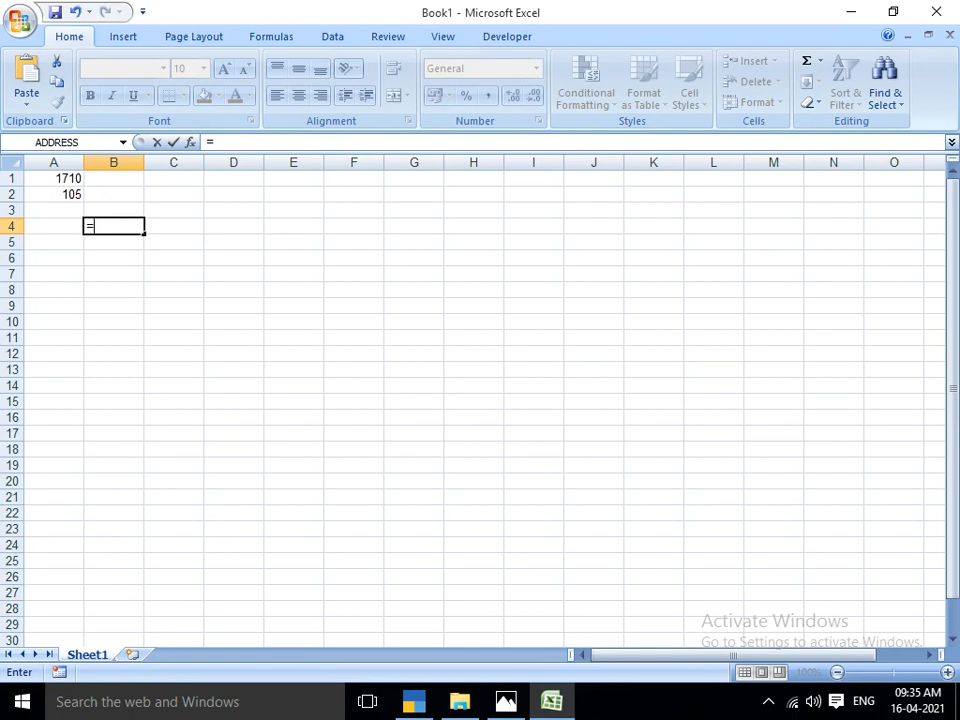 Book1 - Microsoft Excel
Home Insert Page Layout Formulas Data Review View Developer
Paste
10
General
Conditional Formatting
Format as Table
Cell Styles
Insert
Delete
Format
Sort & Filter
Find & Select
Clipboard Font Alignment Number Styles Cells Editing
ADDRESS =
A B C D E F G H I J K L M N O
1 1710
2 105
3
4 =
5
6
7
8
9
10
11
12
13
14
15
16
17
18
19
20
21
22
23
24
25
26
27
28
29
30
Activate Windows
Go to Settings to activate Windows.
Sheet1
Enter 100%
Search the web and Windows
ENG
09:35 AM
16-04-2021